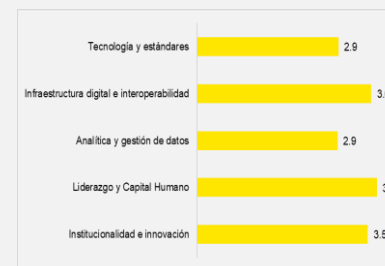 Tecnología y estándares 2.9
Infraestructura digital e interoperabilidad 3.
Analítica y gestión de datos 2.9
Liderazgo y Capital Humano
Institucionalidad e innovación 3.5